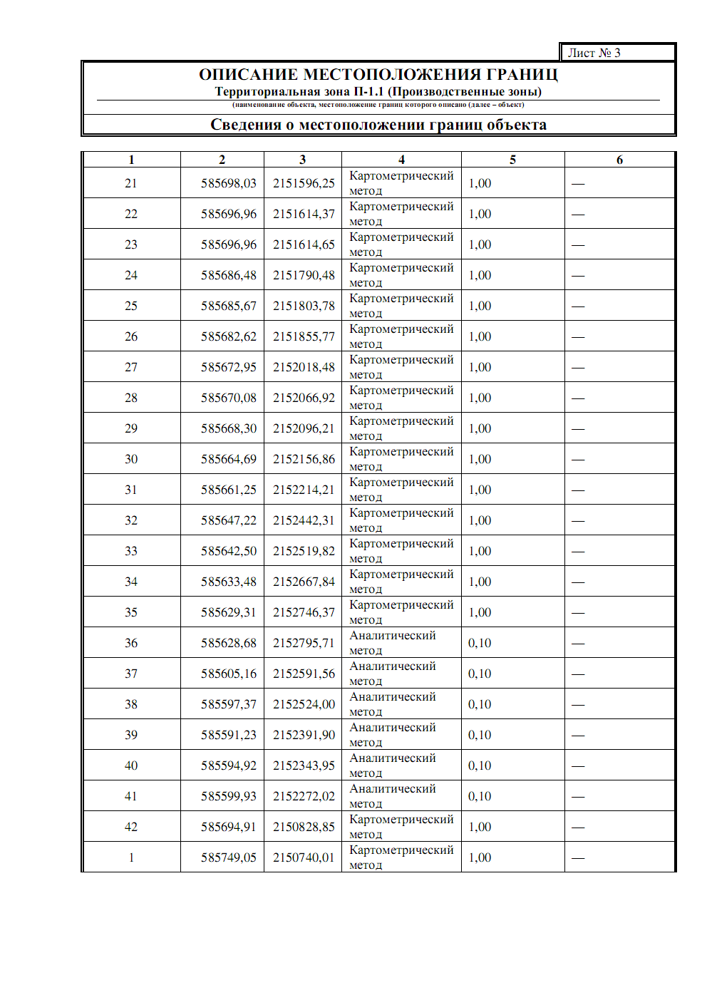 Лист № 3
ОПИСАНИЕ МЕСТОПОЛОЖЕНИЯ ГРАНИЦ
Территориальная зона П-1.1 (Производственные зоны)
(наименование объекта, местоположение границ которого описано (далее – объект)
Сведения о местоположении границ объекта
1 2 3 4 5 6
21 585698,03 2151596,25 Картометрический метод 1,00 —
22 585696,96 2151614,37 Картометрический метод 1,00 —
23 585696,96 2151614,65 Картометрический метод 1,00 —
24 585686,48 2151790,48 Картометрический метод 1,00 —
25 585685,67 2151803,78 Картометрический метод 1,00 —
26 585682,62 2151855,77 Картометрический метод 1,00 —
27 585672,95 2152018,48 Картометрический метод 1,00 —
28 585670,08 2152066,92 Картометрический метод 1,00 —
29 585668,30 2152096,21 Картометрический метод 1,00 —
30 585664,69 2152156,86 Картометрический метод 1,00 —
31 585661,25 2152214,21 Картометрический метод 1,00 —
32 585647,22 2152442,31 Картометрический метод 1,00 —
33 585642,50 2152519,82 Картометрический метод 1,00 —
34 585633,48 2152667,84 Картометрический метод 1,00 —
35 585629,31 2152746,37 Картометрический метод 1,00 —
36 585628,68 2152795,71 Аналитический метод 0,10 —
37 585605,16 2152591,56 Аналитический метод 0,10 —
38 585597,37 2152524,00 Аналитический метод 0,10 —
39 585591,23 2152391,90 Аналитический метод 0,10 —
40 585594,92 2152343,95 Аналитический метод 0,10 —
41 585599,93 2152272,02 Аналитический метод 0,10 —
42 585694,91 2150828,85 Картометрический метод 1,00 —
1 585749,05 2150740,01 Картометрический метод 1,00 —